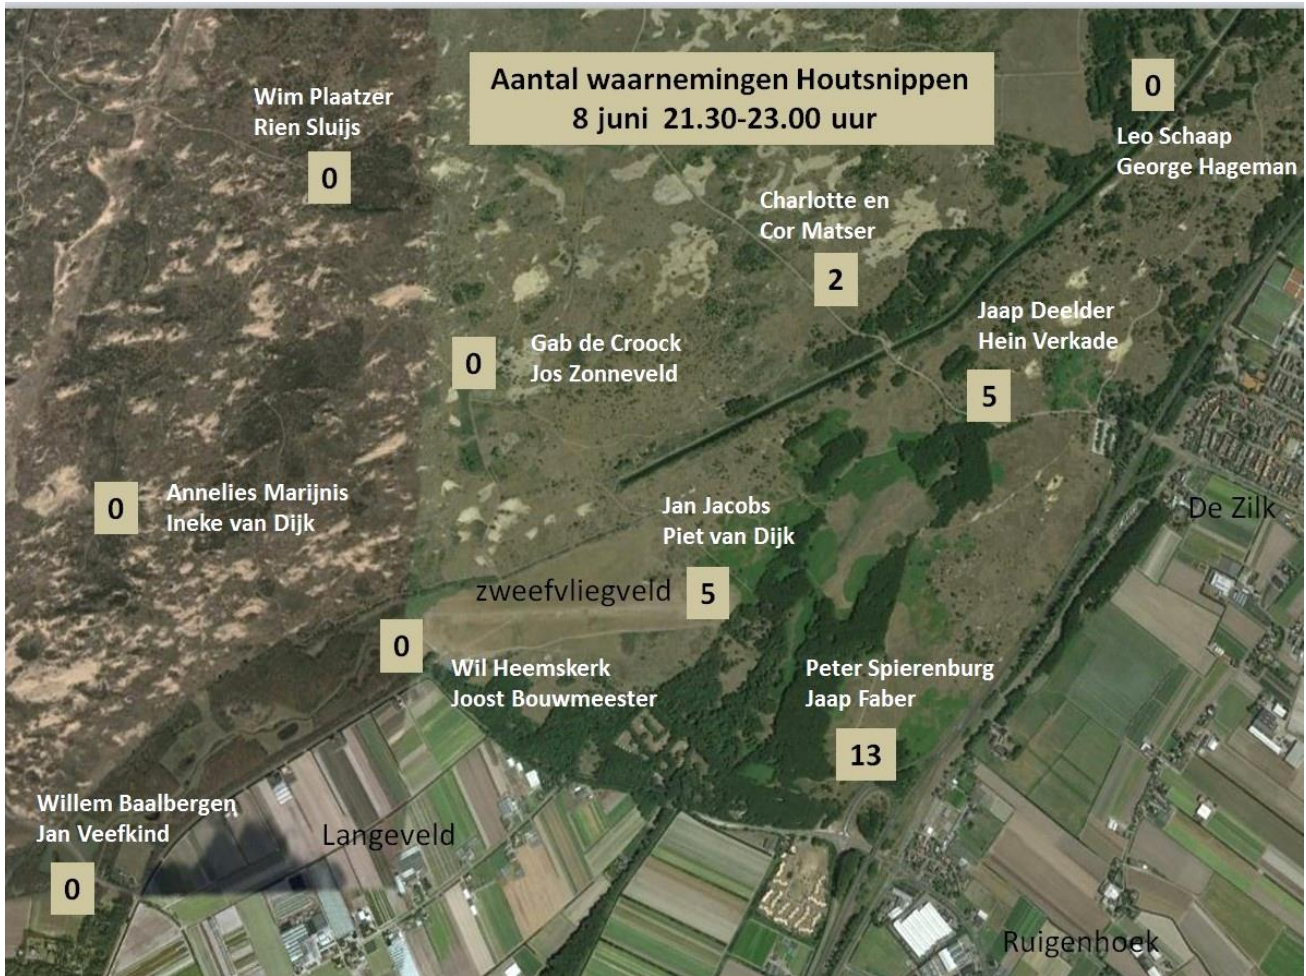 Aantal waarnemingen Houtsnippen
8 juni 21.30-23.00 uur
Wim Plaatzer
Rien Sluijs
0
0
Leo Schaap
George Hageman
Charlotte en
Cor Matser
2
Jaap Deelder
Hein Verkade
5
Gab de Croock
Jos Zonneveld
0
Annelies Marijnis
Ineke van Dijk
0
Jan Jacobs
Piet van Dijk
De Zilk
zweefvliegveld
5
0
Wil Heemskerk
Joost Bouwmeester
Peter Spierenburg
Jaap Faber
13
Willem Baalbergen
Jan Veefkind
0
Langeveld
Ruigenhoek